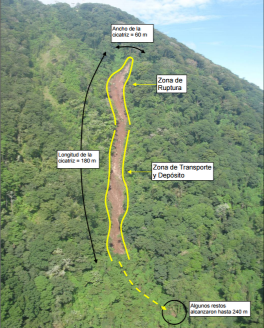 Ancho de la
cicatriz = 60 m
Zona de
Ruptura
Longitud de la
cicatriz = 180 m
Zona de Transporte
y Depósito
Algunos restos
alcanzaron hasta 240 m